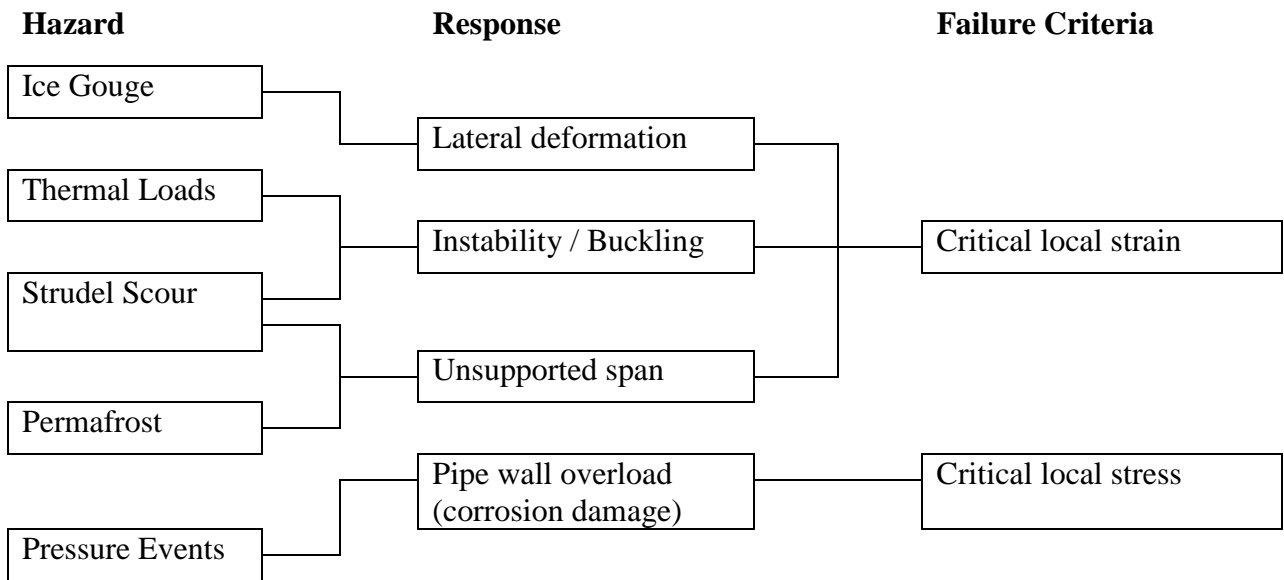 Hazard
Response
Failure Criteria
Ice Gouge
Lateral deformation
Thermal Loads
Instability / Buckling
Critical local strain
Strudel Scour
Unsupported span
Permafrost
Pipe wall overload
(corrosion damage)
Critical local stress
Pressure Events